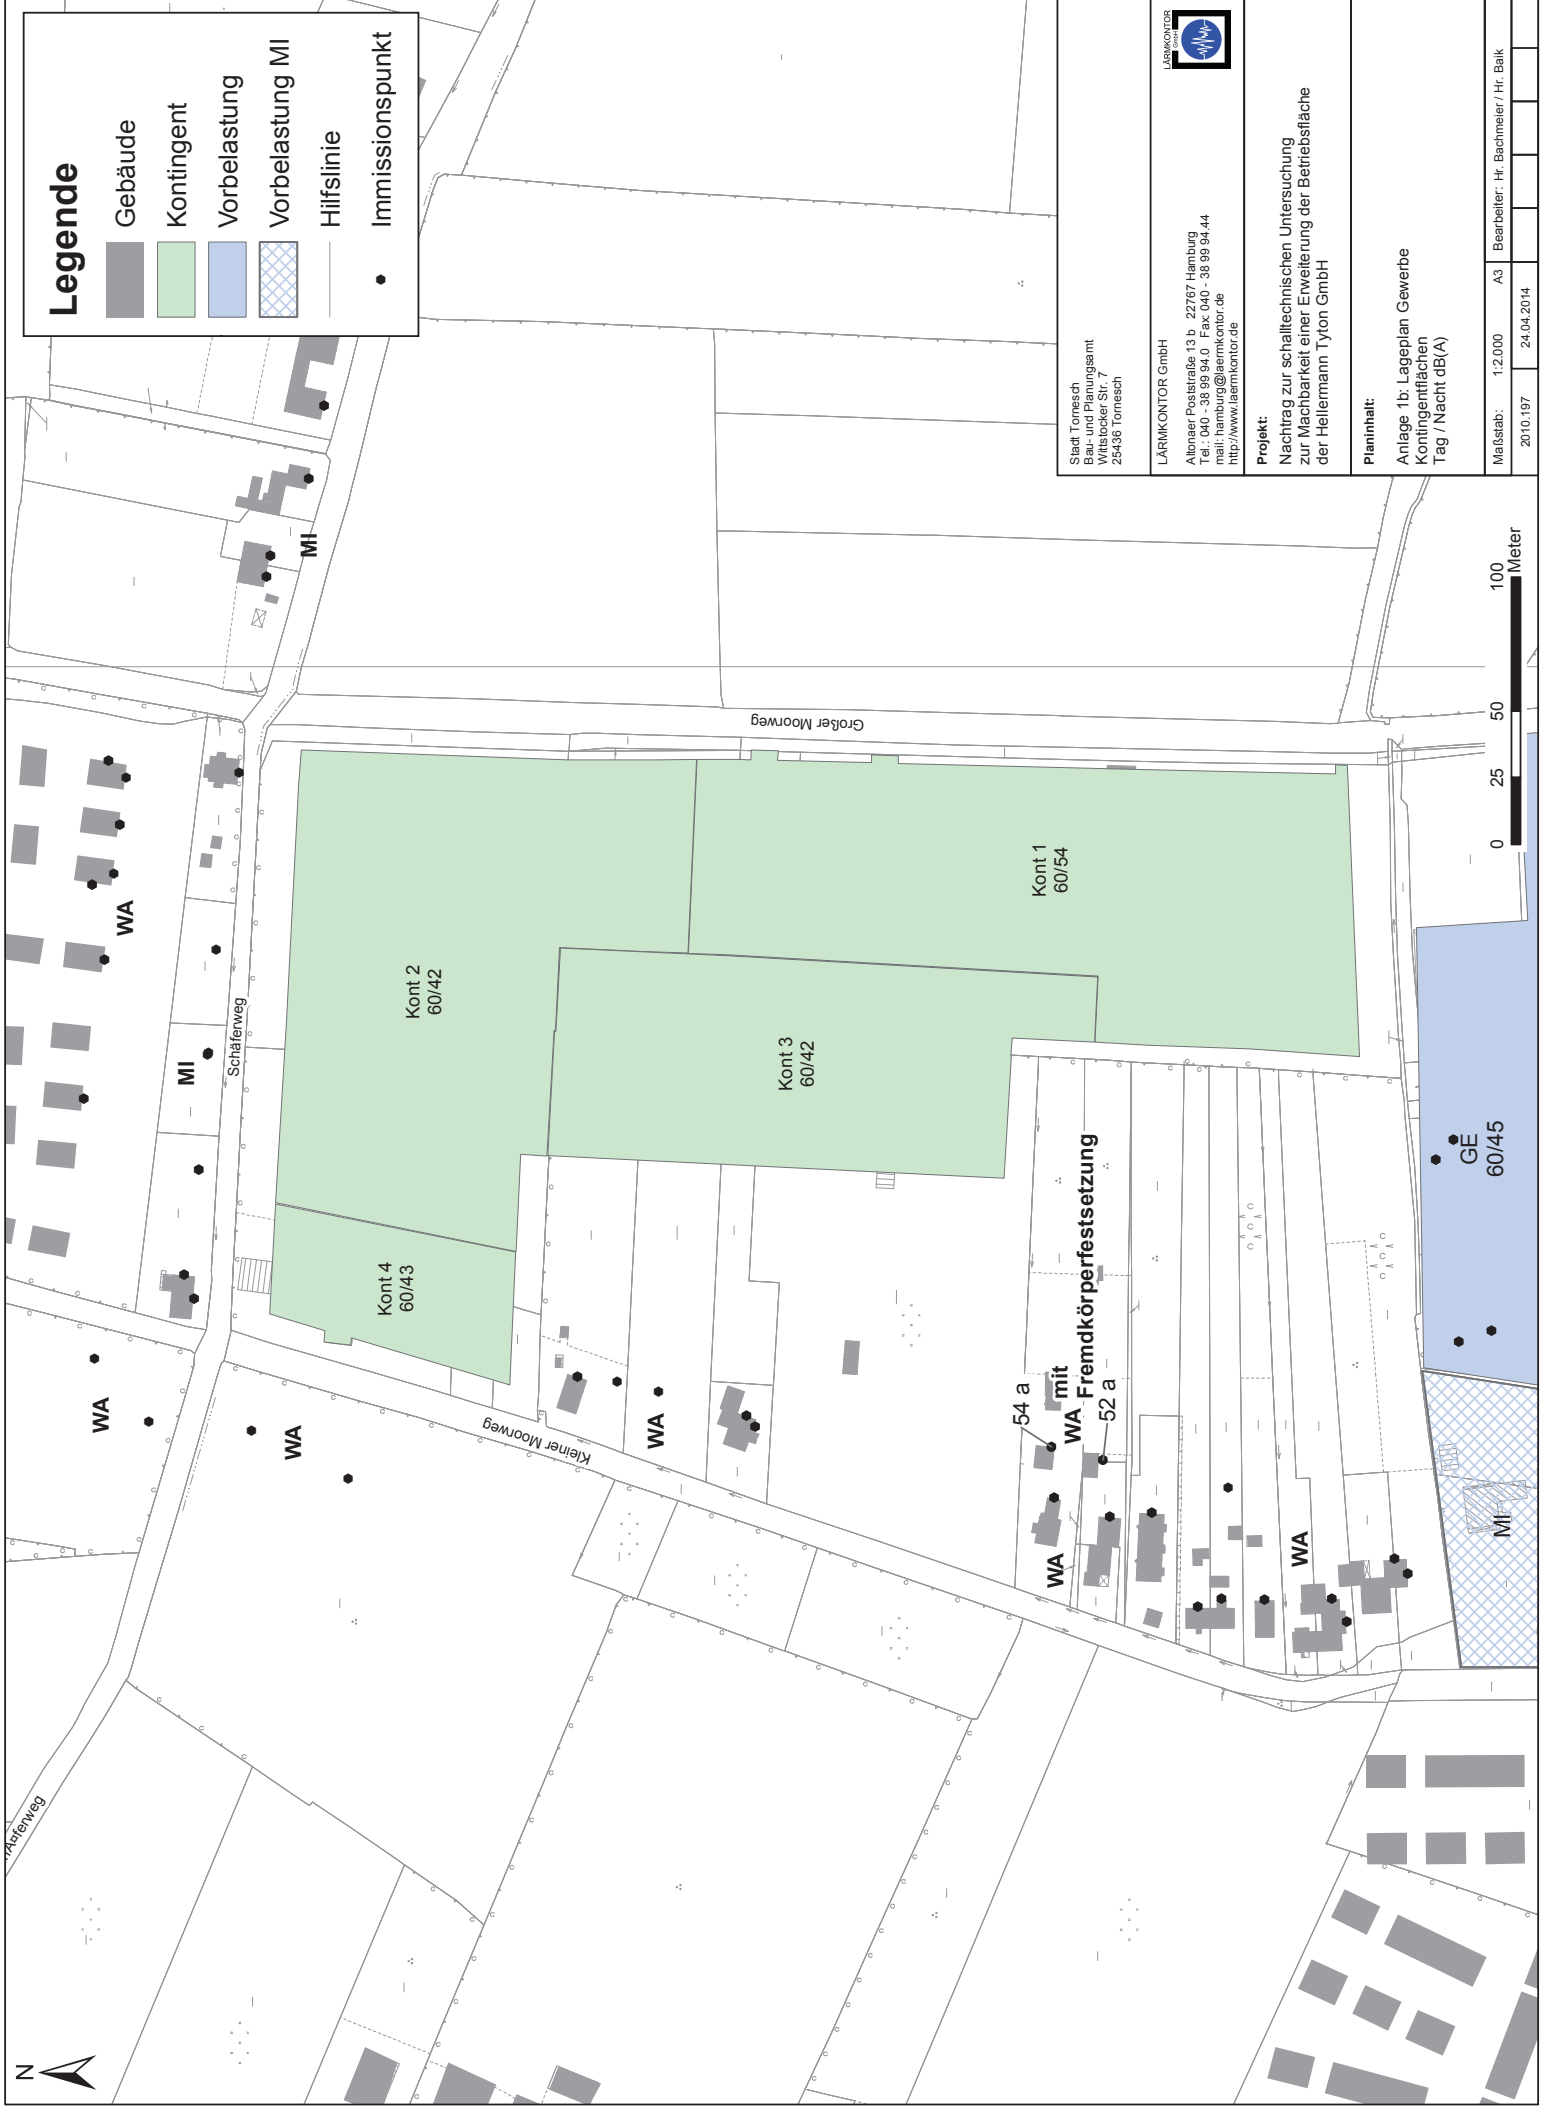 Legende
Gebäude
Kontingent
Vorbelastung
Vorbelastung MI
Hilfslinie
Immissionspunkt
N
Schäferweg
WA
WA
WA
MI
MI
Schäferweg
Kont 4
60/43
Kont 2
60/42
Kont 3
60/42
Kont 1
60/54
Großer Moorweg
Kleiner Moorweg
WA
54 a
mit
WA Fremdkörperfestsetzung
52 a
WA
WA
GE
60/45
MI
0 25 50 100
Meter
Stadt Tornesch
Bau- und Planungsamt
Wittstocker Str. 7
25436 Tornesch
LÄRMKONTOR
GmbH
LÄRMKONTOR GmbH
Altonaer Poststraße 13 b 22767 Hamburg
Tel.: 040 - 38 99 94.0 Fax: 040 - 38 99 94.44
mail: hamburg@laermkontor.de
http://www.laermkontor.de
Projekt:
Nachtrag zur schalltechnischen Untersuchung
zur Machbarkeit einer Erweiterung der Betriebsfläche
der Hellermann Tyton GmbH
Planinhalt:
Anlage 1b: Lageplan Gewerbe
Kontingentflächen
Tag / Nacht dB(A)
Maßstab: 1:2.000 A3 Bearbeiter: Hr. Bachmeier / Hr. Baik
2010.197 24.04.2014